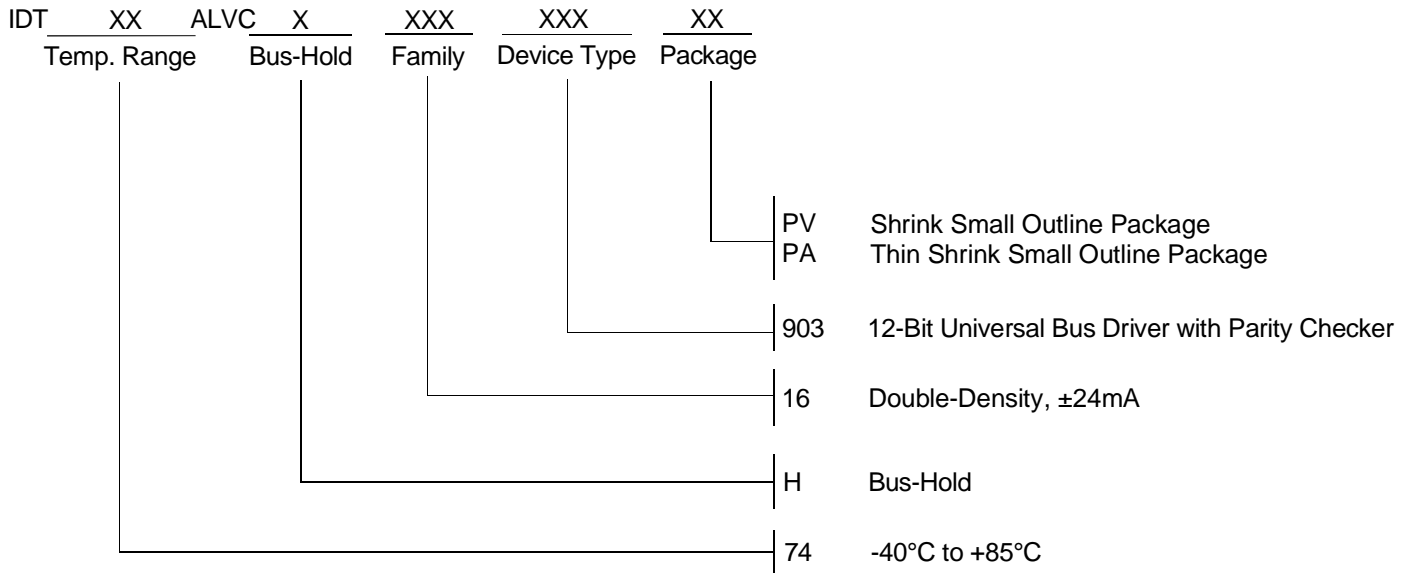 IDT XX ALVC X XXX XXX XX
Temp. Range Bus-Hold Family Device Type Package
PV Shrink Small Outline Package
PA Thin Shrink Small Outline Package
903 12-Bit Universal Bus Driver with Parity Checker
16 Double-Density, ±24mA
H Bus-Hold
74 -40°C to +85°C